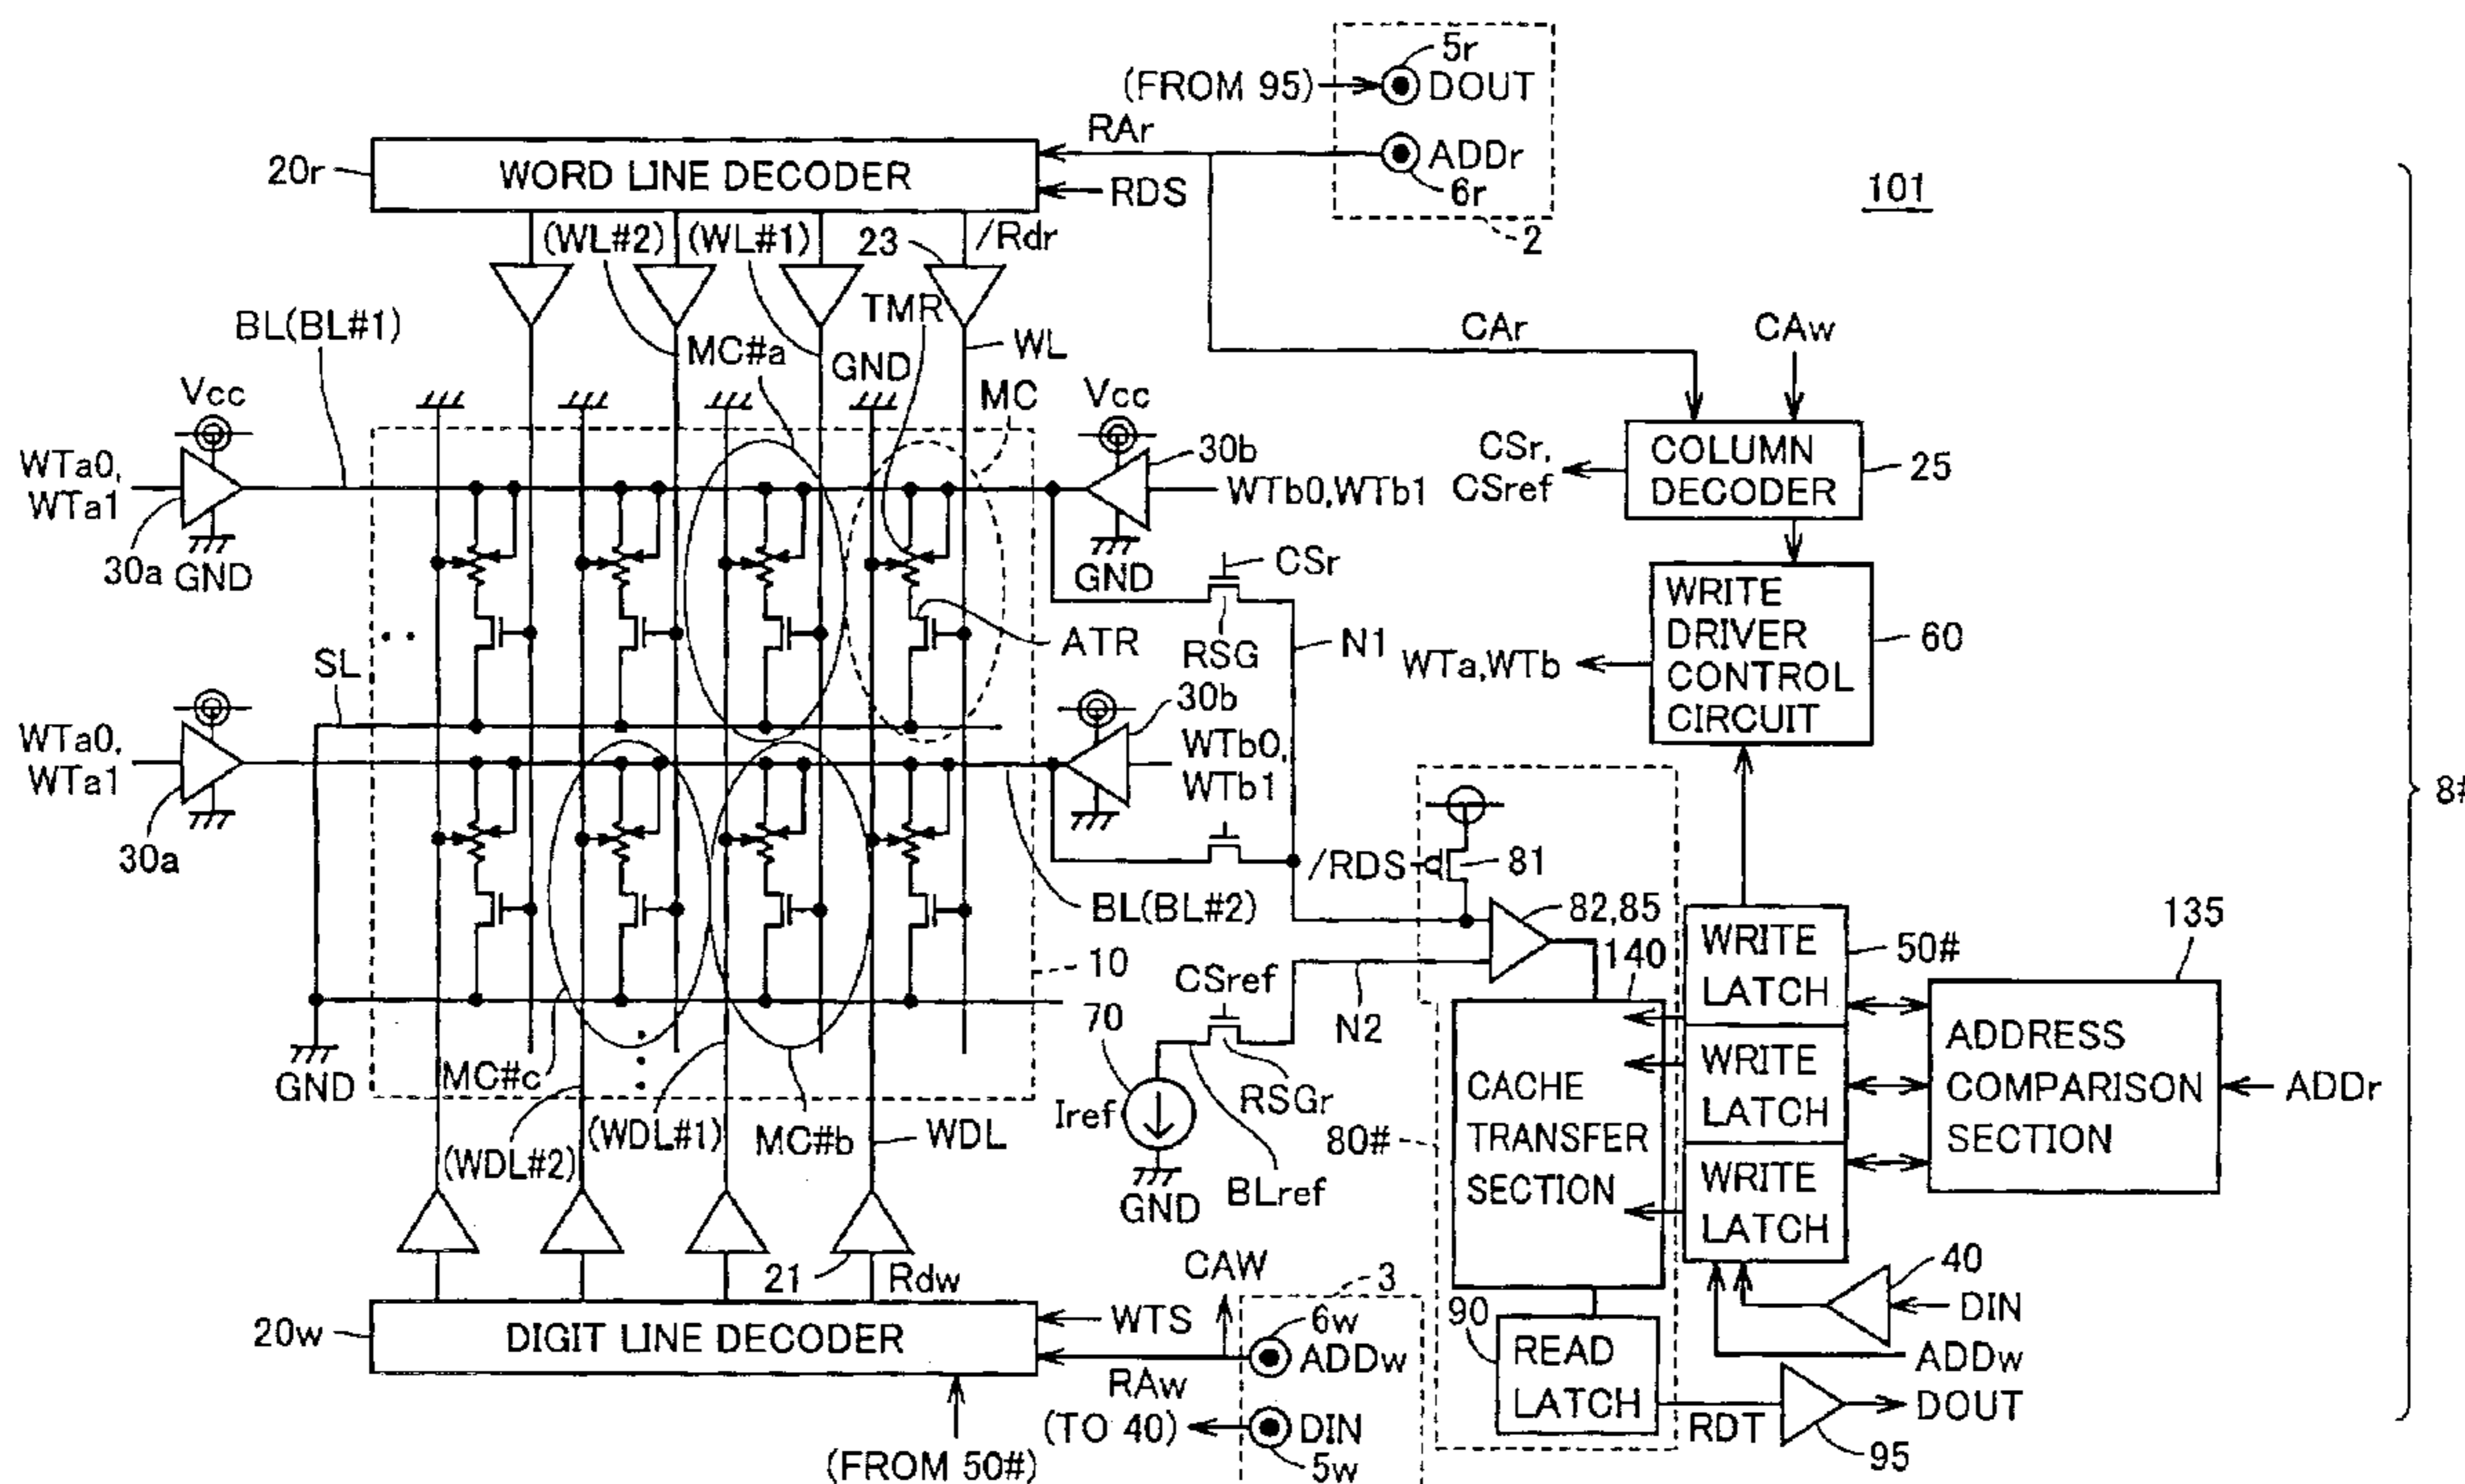 5r
(FROM 95)
DOUT
RAr
ADDr
20r
WORD LINE DECODER
RDS
6r
101
2
(WL#2)
(WL#1)
23
/Rdr
TMR
BL(BL#1)
CAr
CAw
MC#a
GND
WL
Vcc
MC
Vcc
30b
WTa0,
WTa1
WTb0,WTb1
CSr,
CSref
COLUMN
DECODER
25
30a
GND
GND
CSr
WRITE
DRIVER
CONTROL
CIRCUIT
60
ATR
RSG
N1
WTa,WTb
SL
30b
WTa0,
WTa1
WTb0,
WTb1
8#
30a
/RDS
81
BL(BL#2)
82,85
135
140
WRITE
LATCH
50#
10
CSref
70
N2
ADDRESS
COMPARISON
SECTION
ADDr
WRITE
LATCH
CACHE
TRANSFER
SECTION
GND
MC#c
Iref
RSGr
80#
(WDL#2)
(WDL#1)
MC#b
WDL
GND
BLref
WRITE
LATCH
21
Rdw
CAW
3
40
DIN
20w
DIGIT LINE DECODER
WTS
6w
ADDw
90
READ
LATCH
ADDw
RAw
(TO 40)
DIN
5w
RDT
DOUT
95
(FROM 50#)